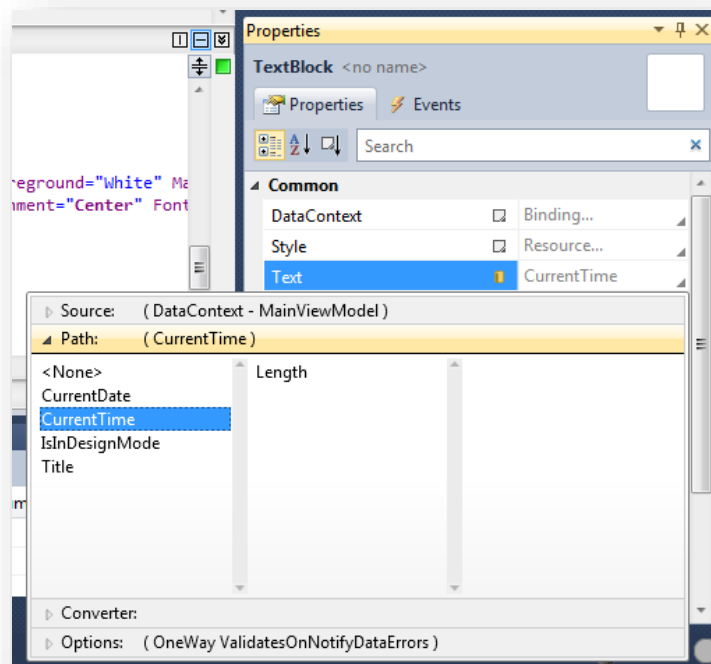 Properties
TextBlock <no name>
Properties Events
Search
reground="White" Ma
nment="Center" Font
Common
DataContext Binding...
Style Resource...
Text CurrentTime
Source: ( DataContext - MainViewModel )
Path: ( CurrentTime )
<None> Length
CurrentDate
CurrentTime
IsInDesignMode
Title
um
Converter:
Options: ( OneWay ValidatesOnNotifyDataErrors )